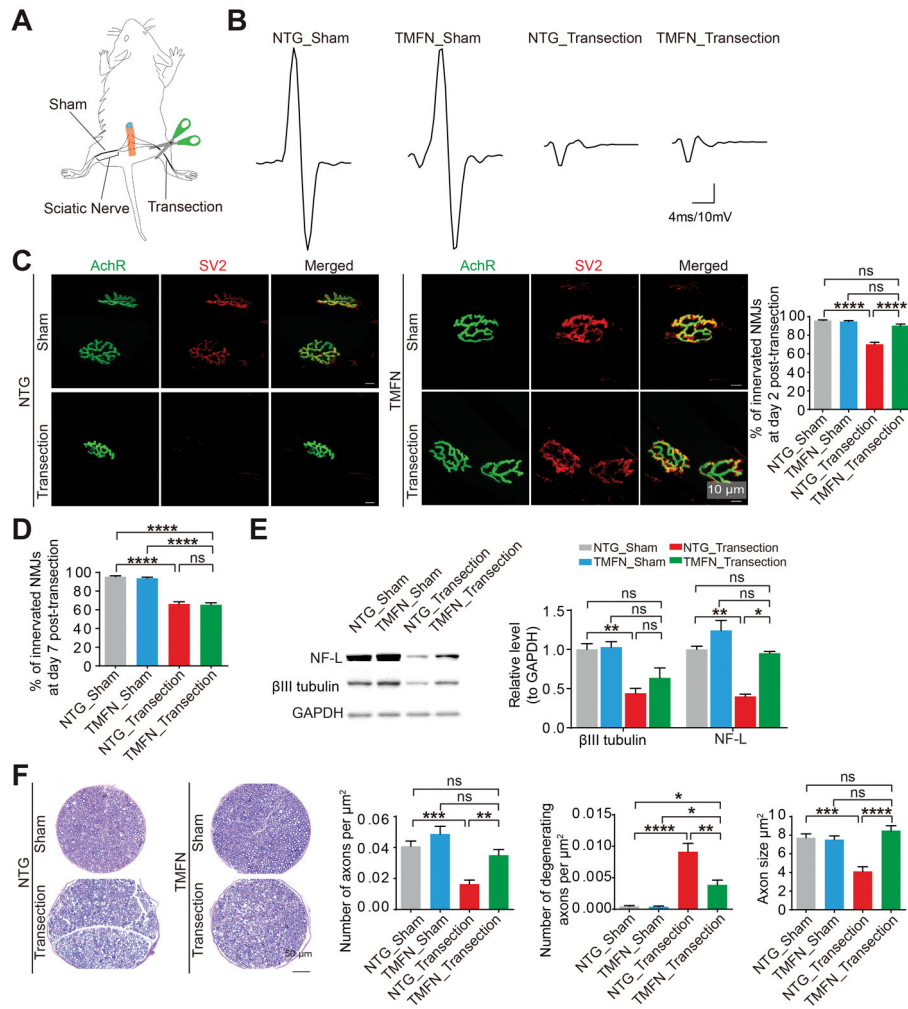 A
Sham
Sciatic Nerve
Transection
B
NTG_Sham
TMFN_Sham
NTG_Transection
TMFN_Transection
4ms/10mV
C
AchR
SV2
Merged
NTG
Sham
Transection
AchR
SV2
Merged
TMFN
Sham
Transection
10 µm
% of innervated NMJs
at day 2 post-transection
ns
ns
****
****
100
80
60
40
20
0
NTG_Sham
TMFN_Sham
NTG_Transection
TMFN_Transection
D
% of innervated NMJs
at day 7 post-transection
****
****
****
ns
100
80
60
40
20
0
NTG_Sham
TMFN_Sham
NTG_Transection
TMFN_Transection
E
NTG_Sham
TMFN_Sham
NTG_Transection
TMFN_Transection
NF-L
βIII tubulin
GAPDH
NTG_Sham
NTG_Transection
TMFN_Sham
TMFN_Transection
Relative level
(to GAPDH)
1.5
1.0
0.5
0.0
ns
ns
**
ns
ns
ns
**
*
βIII tubulin
NF-L
F
NTG
Sham
Transection
TMFN
Sham
Transection
50 µm
Number of axons per µm²
ns
ns
***
**
0.06
0.04
0.02
0.00
NTG_Sham
TMFN_Sham
NTG_Transection
TMFN_Transection
Number of degenerating
axons per µm²
*
*
****
**
0.015
0.010
0.005
0.000
NTG_Sham
TMFN_Sham
NTG_Transection
TMFN_Transection
Axon size µm²
ns
ns
***
****
10
8
6
4
2
0
NTG_Sham
TMFN_Sham
NTG_Transection
TMFN_Transection